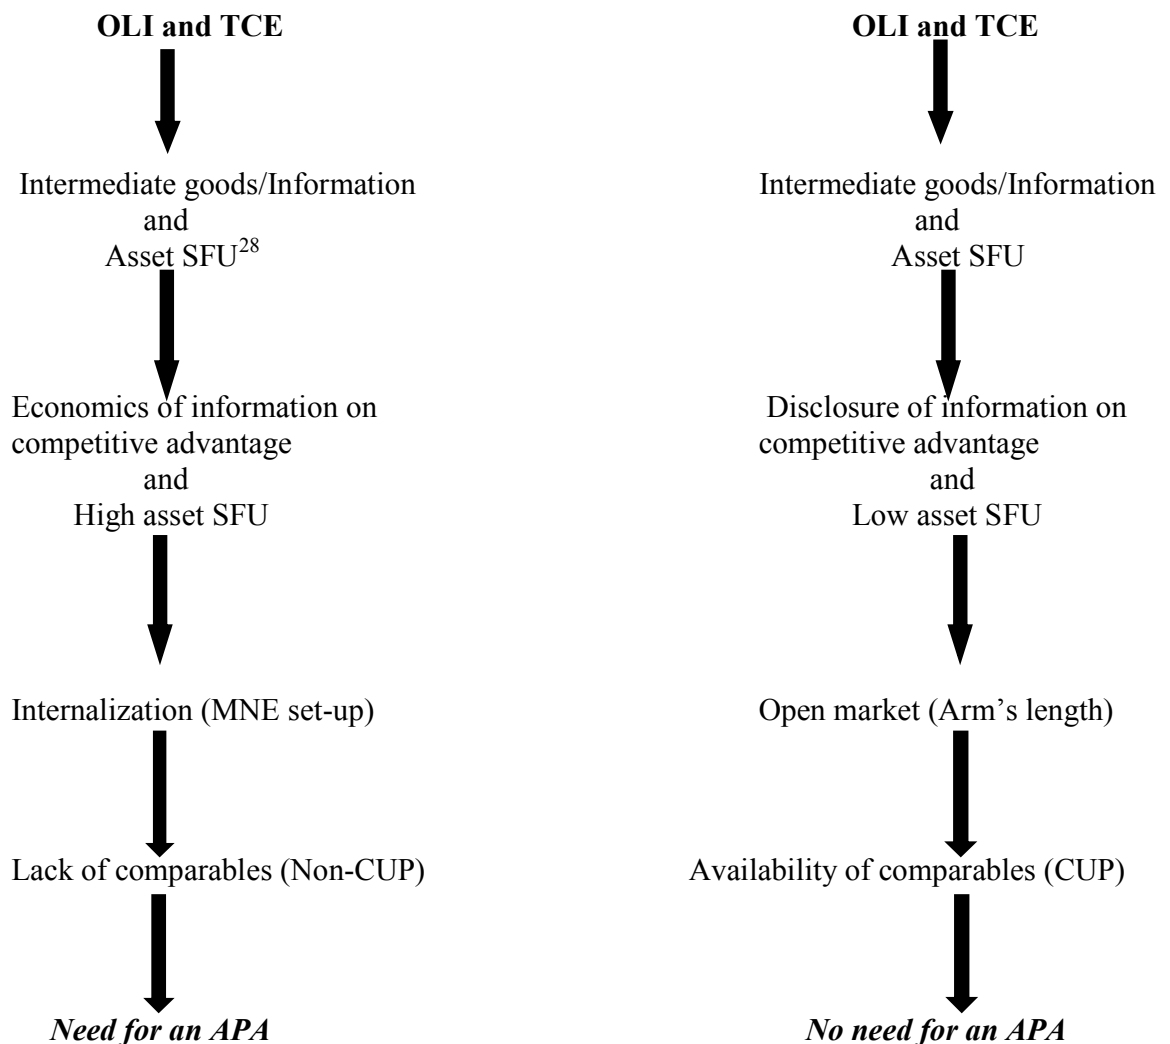 OLI and TCE
Intermediate goods/Information
and
Asset SFU28
Economics of information on
competitive advantage
and
High asset SFU
Internalization (MNE set-up)
Lack of comparables (Non-CUP)
Need for an APA
OLI and TCE
Intermediate goods/Information
and
Asset SFU
Disclosure of information on
competitive advantage
and
Low asset SFU
Open market (Arm’s length)
Availability of comparables (CUP)
No need for an APA